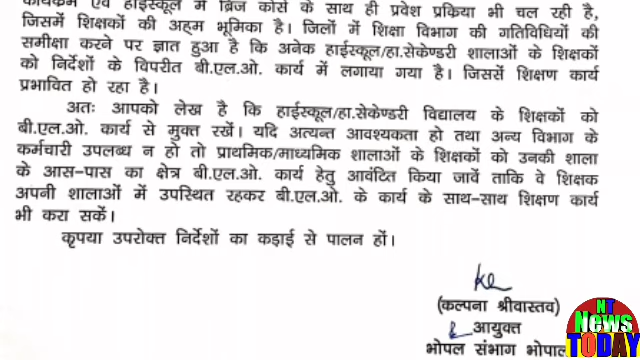 कार्यक्रम एवं हाईस्कूल में ब्रिज कोर्स के साथ ही प्रवेश प्रक्रिया भी चल रही है,
जिसमें शिक्षकों की अहम भूमिका है। जिलों में शिक्षा विभाग की गतिविधियों की
समीक्षा करने पर ज्ञात हुआ है कि अनेक हाईस्कूल/हा.सेकेण्डरी शालाओं के शिक्षकों
को निर्देशों के विपरीत बी.एल.ओ. कार्य में लगाया गया है। जिससें शिक्षण कार्य
प्रभावित हो रहा है।
अतः आपको लेख है कि हाईस्कूल/हा.सेकेण्डरी विद्यालय के शिक्षकों को
बी.एल.ओ. कार्य से मुक्त रखें। यदि अत्यन्त आवश्यकता हो तथा अन्य विभाग के
कर्मचारी उपलब्ध न हो तो प्राथमिक/माध्यमिक शालाओं के शिक्षकों को उनकी शाला
के आस-पास का क्षेत्र बी.एल.ओ. कार्य हेतु आवंटित किया जावें ताकि वे शिक्षक
अपनी शालाओं में उपस्थित रहकर बी.एल.ओ. के कार्य के साथ-साथ शिक्षण कार्य
भी करा सकें।
कृपया उपरोक्त निर्देशों का कड़ाई से पालन हों।
(कल्पना श्रीवास्तव)
आयुक्त
भोपाल संभाग भोपाल
NT
News
TODAY